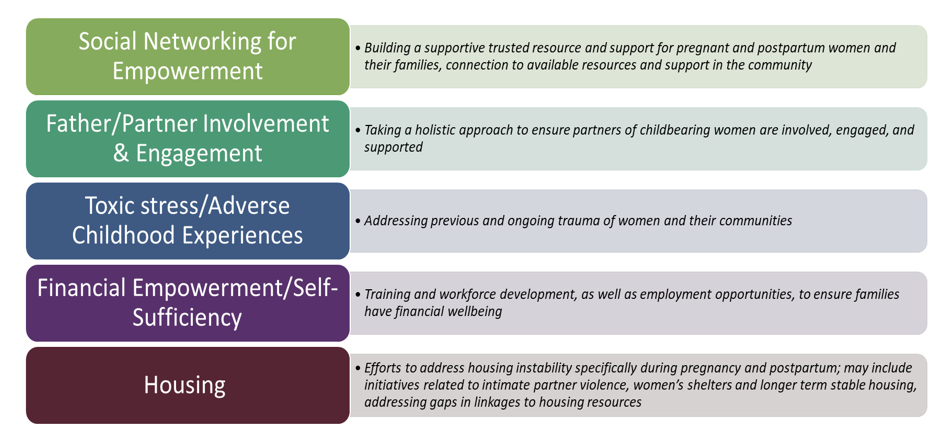 Social Networking for
Empowerment
• Building a supportive trusted resource and support for pregnant and postpartum women and
their families, connection to available resources and support in the community
Father/Partner Involvement
& Engagement
• Taking a holistic approach to ensure partners of childbearing women are involved, engaged, and
supported
Toxic stress/Adverse
Childhood Experiences
• Addressing previous and ongoing trauma of women and their communities
Financial Empowerment/Self-
Sufficiency
• Training and workforce development, as well as employment opportunities, to ensure families
have financial wellbeing
Housing
• Efforts to address housing instability specifically during pregnancy and postpartum; may include
initiatives related to intimate partner violence, women's shelters and longer term stable housing,
addressing gaps in linkages to housing resources